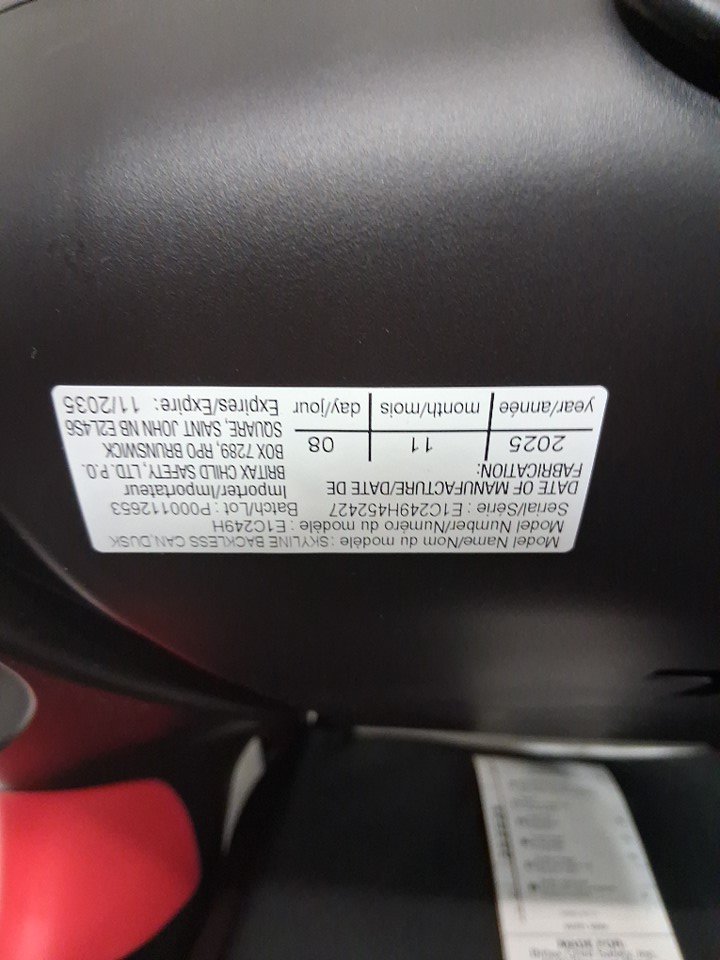 Model Name/Nom du modèle : SKYLINE BACKLESS CAN,DUSK
Model Number/Numéro du modèle : E1C249H
Serial/Série : E1C249H452427 Batch/Lot : P000112653
DATE OF MANUFACTURE/DATE DE FABRICATION:
2025 11 08
year/année month/mois day/jour
Importer/Importateur
BRITAX CHILD SAFETY, LTD. P.O.
BOX 7289, RPO BRUNSWICK
SQUARE, SAINT JOHN NB E2L4S6
Expires/Expire: 11/2035